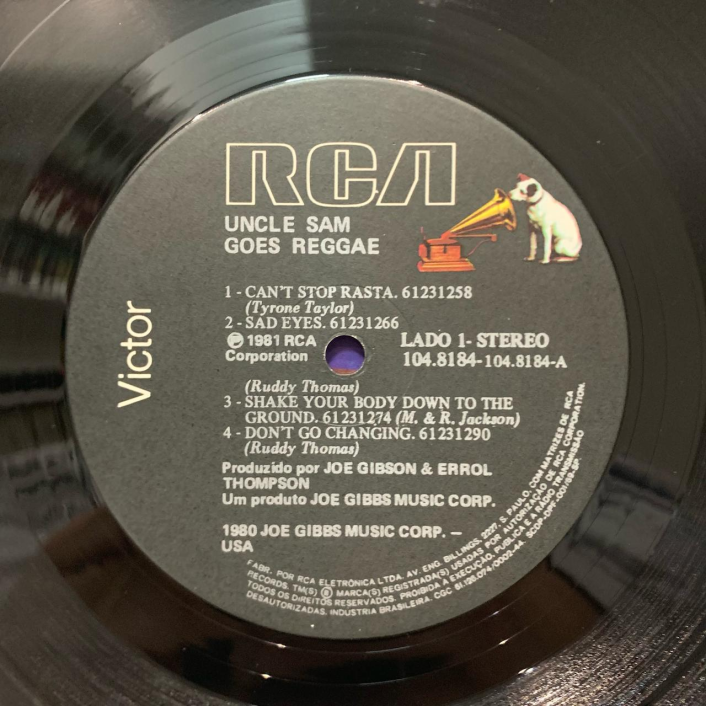 RCA
UNCLE SAM
GOES REGGAE
Victor
1 - CAN'T STOP RASTA. 61231258
(Tyrone Taylor)
2 - SAD EYES. 61231266
℗ 1981 RCA
Corporation
LADO 1 - STEREO
104.8184-104.8184-A
(Ruddy Thomas)
3 - SHAKE YOUR BODY DOWN TO THE
GROUND. 61231274 (M. & R. Jackson)
4 - DON'T GO CHANGING. 61231290
(Ruddy Thomas)
Produzido por JOE GIBSON & ERROL
THOMPSON
Um produto JOE GIBBS MUSIC CORP.
1980 JOE GIBBS MUSIC CORP. —
USA
FABR. POR RCA ELETRÔNICA LTDA. AV. ENG. BILLINGS, 2227, S. PAULO, COM MATRIZES DE RCA
RECORDS. TM(S) ® MARCA(S) REGISTRADA(S) USADAS POR AUTORIZAÇÃO DE RCA CORPORATION.
TODOS OS DIREITOS RESERVADOS. PROIBIDA A EXECUÇÃO, PUBLICA E A RÁDIO TRANSMISSÃO
DESAUTORIZADAS. INDUSTRIA BRASILEIRA. CGC